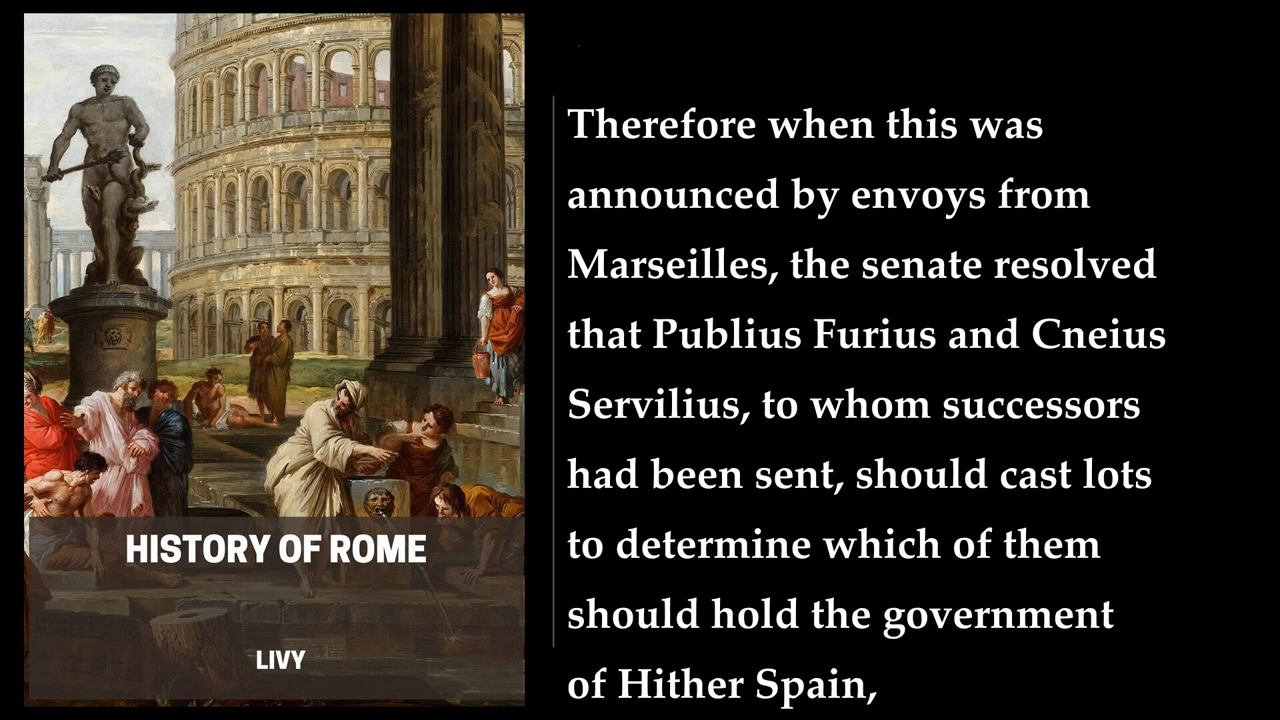 HISTORY OF ROME
LIVY
Therefore when this was
announced by envoys from
Marseilles, the senate resolved
that Publius Furius and Cneius
Servilius, to whom successors
had been sent, should cast lots
to determine which of them
should hold the government
of Hither Spain,